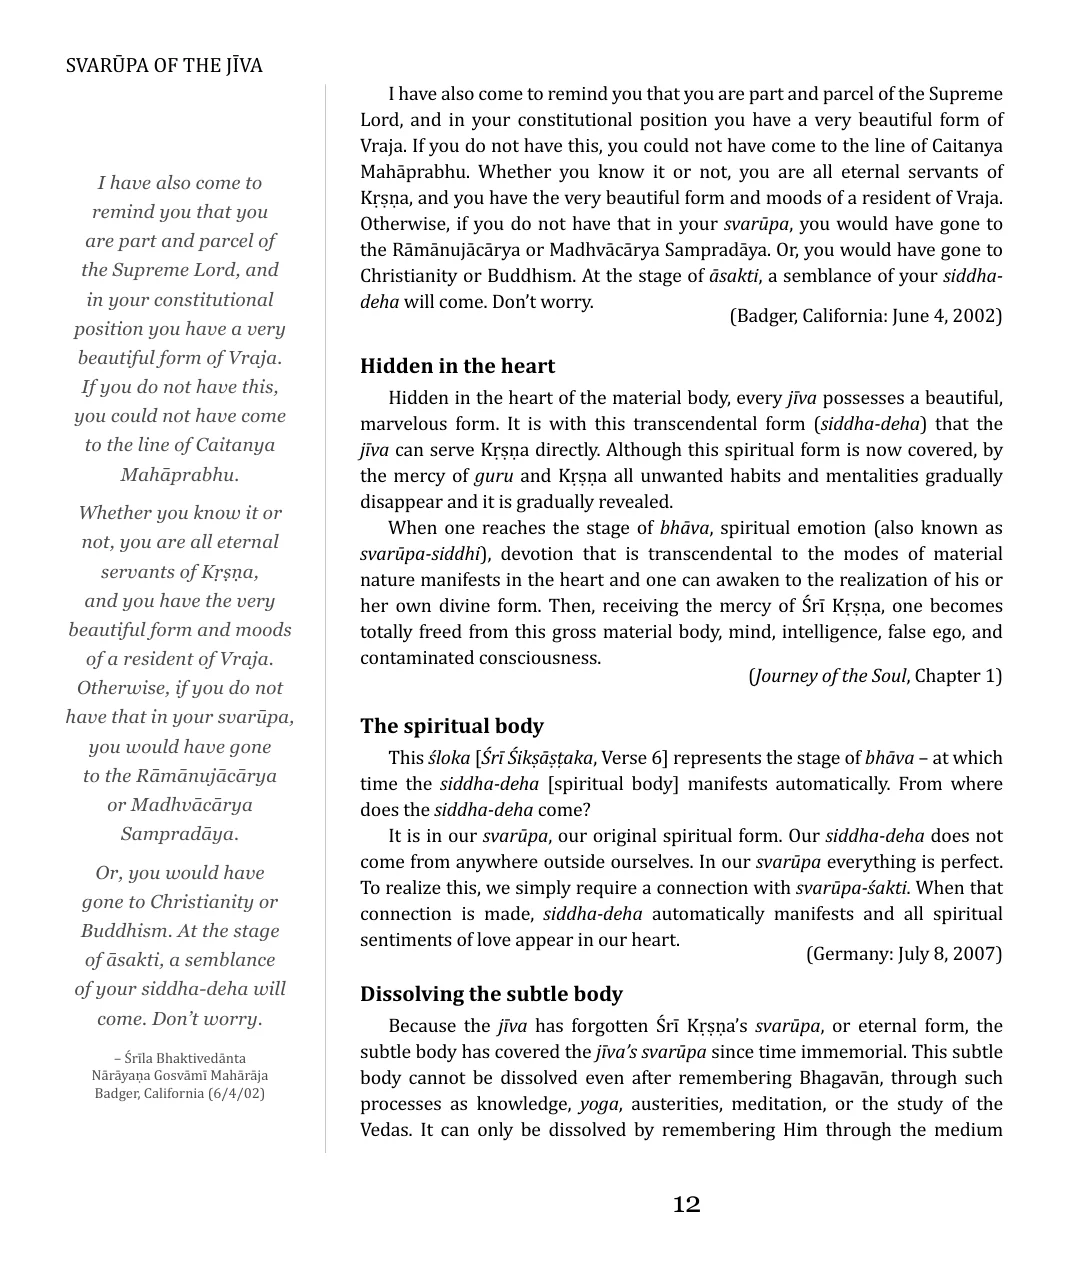 SVARŪPA OF THE JĪVA
I have also come to
remind you that you
are part and parcel of
the Supreme Lord, and
in your constitutional
position you have a very
beautiful form of Vraja.
If you do not have this,
you could not have come
to the line of Caitanya
Mahāprabhu.
Whether you know it or
not, you are all eternal
servants of Kṛṣṇa,
and you have the very
beautiful form and moods
of a resident of Vraja.
Otherwise, if you do not
have that in your svarūpa,
you would have gone
to the Rāmānujācārya
or Madhvācārya
Sampradāya.
Or, you would have
gone to Christianity or
Buddhism. At the stage
of āsakti, a semblance
of your siddha-deha will
come. Don’t worry.
– Śrīla Bhaktivedānta
Nārāyaṇa Gosvāmī Mahārāja
Badger, California (6/4/02)
I have also come to remind you that you are part and parcel of the Supreme
Lord, and in your constitutional position you have a very beautiful form of
Vraja. If you do not have this, you could not have come to the line of Caitanya
Mahāprabhu. Whether you know it or not, you are all eternal servants of
Kṛṣṇa, and you have the very beautiful form and moods of a resident of Vraja.
Otherwise, if you do not have that in your svarūpa, you would have gone to
the Rāmānujācārya or Madhvācārya Sampradāya. Or, you would have gone to
Christianity or Buddhism. At the stage of āsakti, a semblance of your siddha-
deha will come. Don’t worry.
(Badger, California: June 4, 2002)
Hidden in the heart
Hidden in the heart of the material body, every jīva possesses a beautiful,
marvelous form. It is with this transcendental form (siddha-deha) that the
jīva can serve Kṛṣṇa directly. Although this spiritual form is now covered, by
the mercy of guru and Kṛṣṇa all unwanted habits and mentalities gradually
disappear and it is gradually revealed.
When one reaches the stage of bhāva, spiritual emotion (also known as
svarūpa-siddhi), devotion that is transcendental to the modes of material
nature manifests in the heart and one can awaken to the realization of his or
her own divine form. Then, receiving the mercy of Śrī Kṛṣṇa, one becomes
totally freed from this gross material body, mind, intelligence, false ego, and
contaminated consciousness.
(Journey of the Soul, Chapter 1)
The spiritual body
This śloka [Śrī Śikṣāṣṭaka, Verse 6] represents the stage of bhāva – at which
time the siddha-deha [spiritual body] manifests automatically. From where
does the siddha-deha come?
It is in our svarūpa, our original spiritual form. Our siddha-deha does not
come from anywhere outside ourselves. In our svarūpa everything is perfect.
To realize this, we simply require a connection with svarūpa-śakti. When that
connection is made, siddha-deha automatically manifests and all spiritual
sentiments of love appear in our heart.
(Germany: July 8, 2007)
Dissolving the subtle body
Because the jīva has forgotten Śrī Kṛṣṇa’s svarūpa, or eternal form, the
subtle body has covered the jīva’s svarūpa since time immemorial. This subtle
body cannot be dissolved even after remembering Bhagavān, through such
processes as knowledge, yoga, austerities, meditation, or the study of the
Vedas. It can only be dissolved by remembering Him through the medium
12